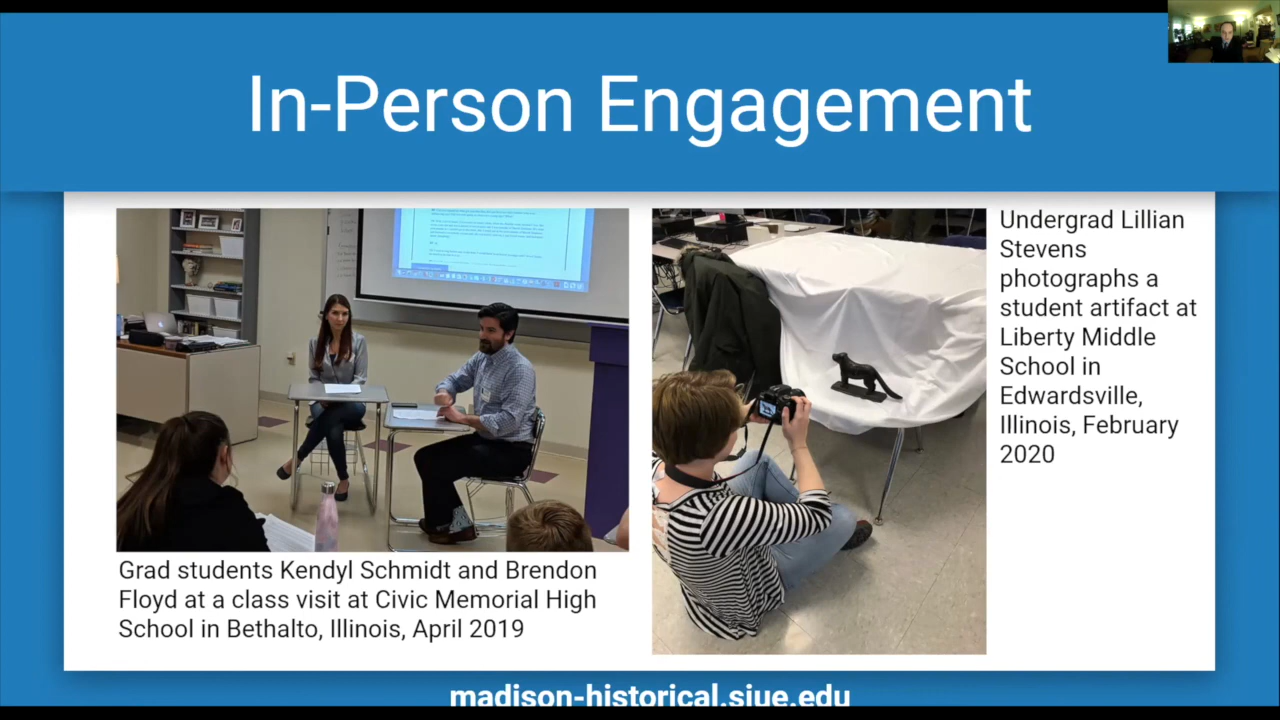 In-Person Engagement
Undergrad Lillian
Stevens
photographs a
student artifact at
Liberty Middle
School in
Edwardsville,
Illinois, February
2020
Grad students Kendyl Schmidt and Brendon
Floyd at a class visit at Civic Memorial High
School in Bethalto, Illinois, April 2019
madison-historical.siue.edu